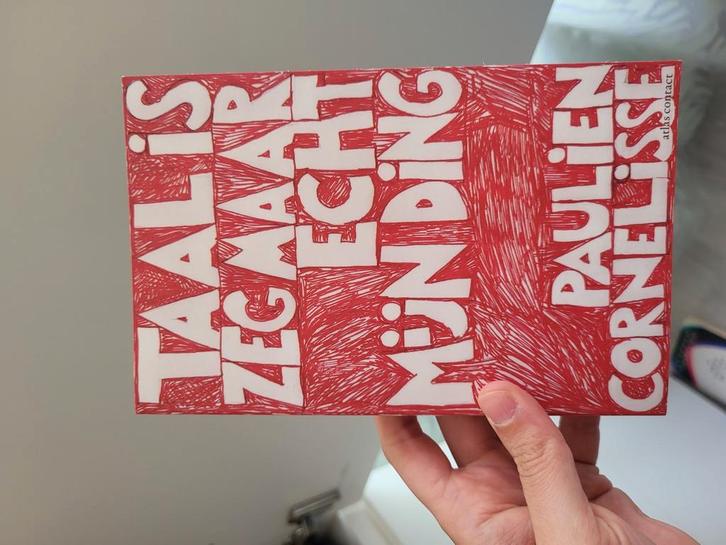 TAAL iS
ZEG MAAR
ECHT
MijN DiNG
PAULiEN
CORNELiSSE
atlas contact